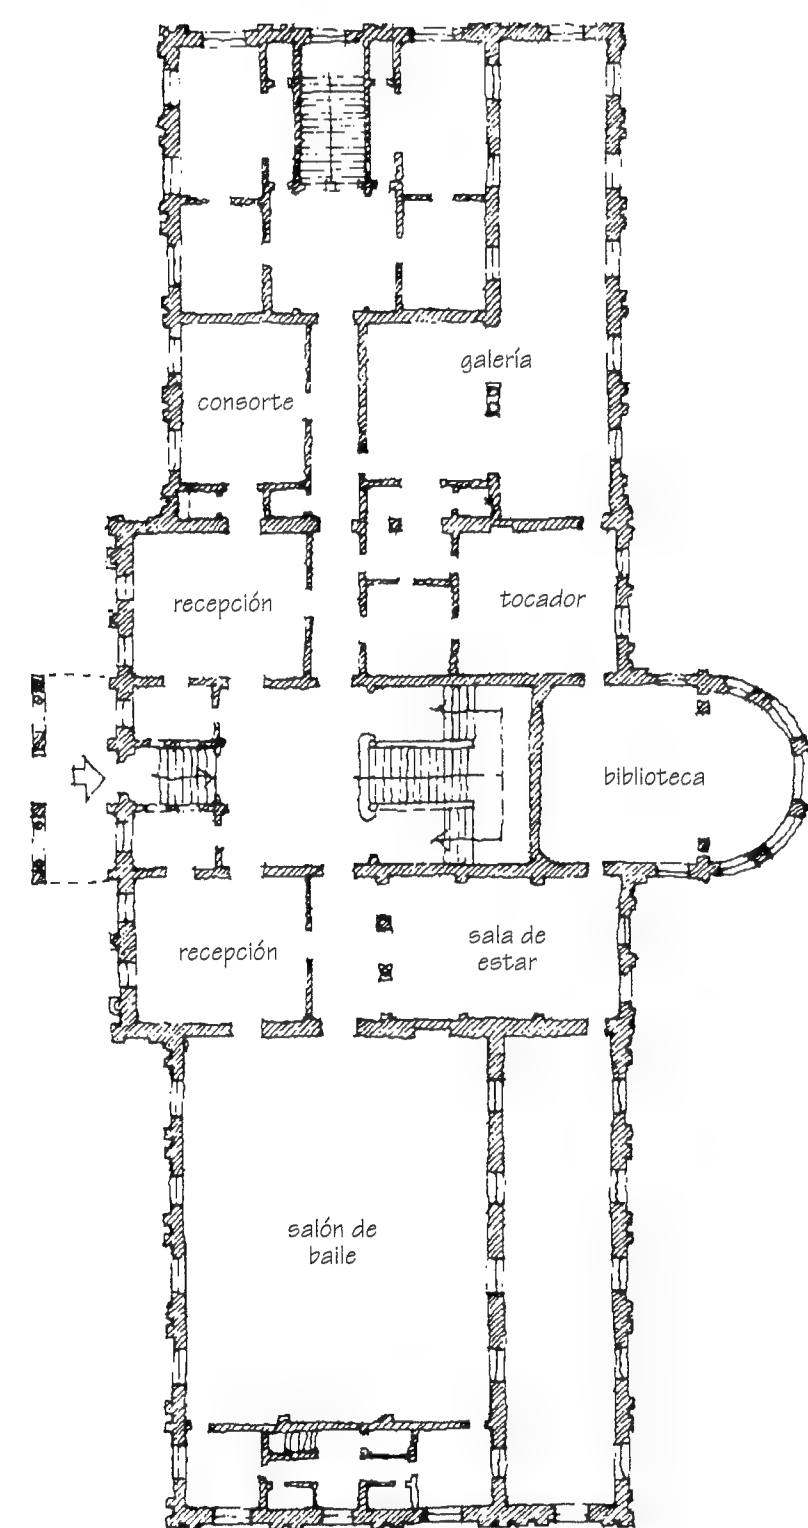 galería
consorte
recepción
tocador
biblioteca
recepción
sala de
estar
salón de
baile